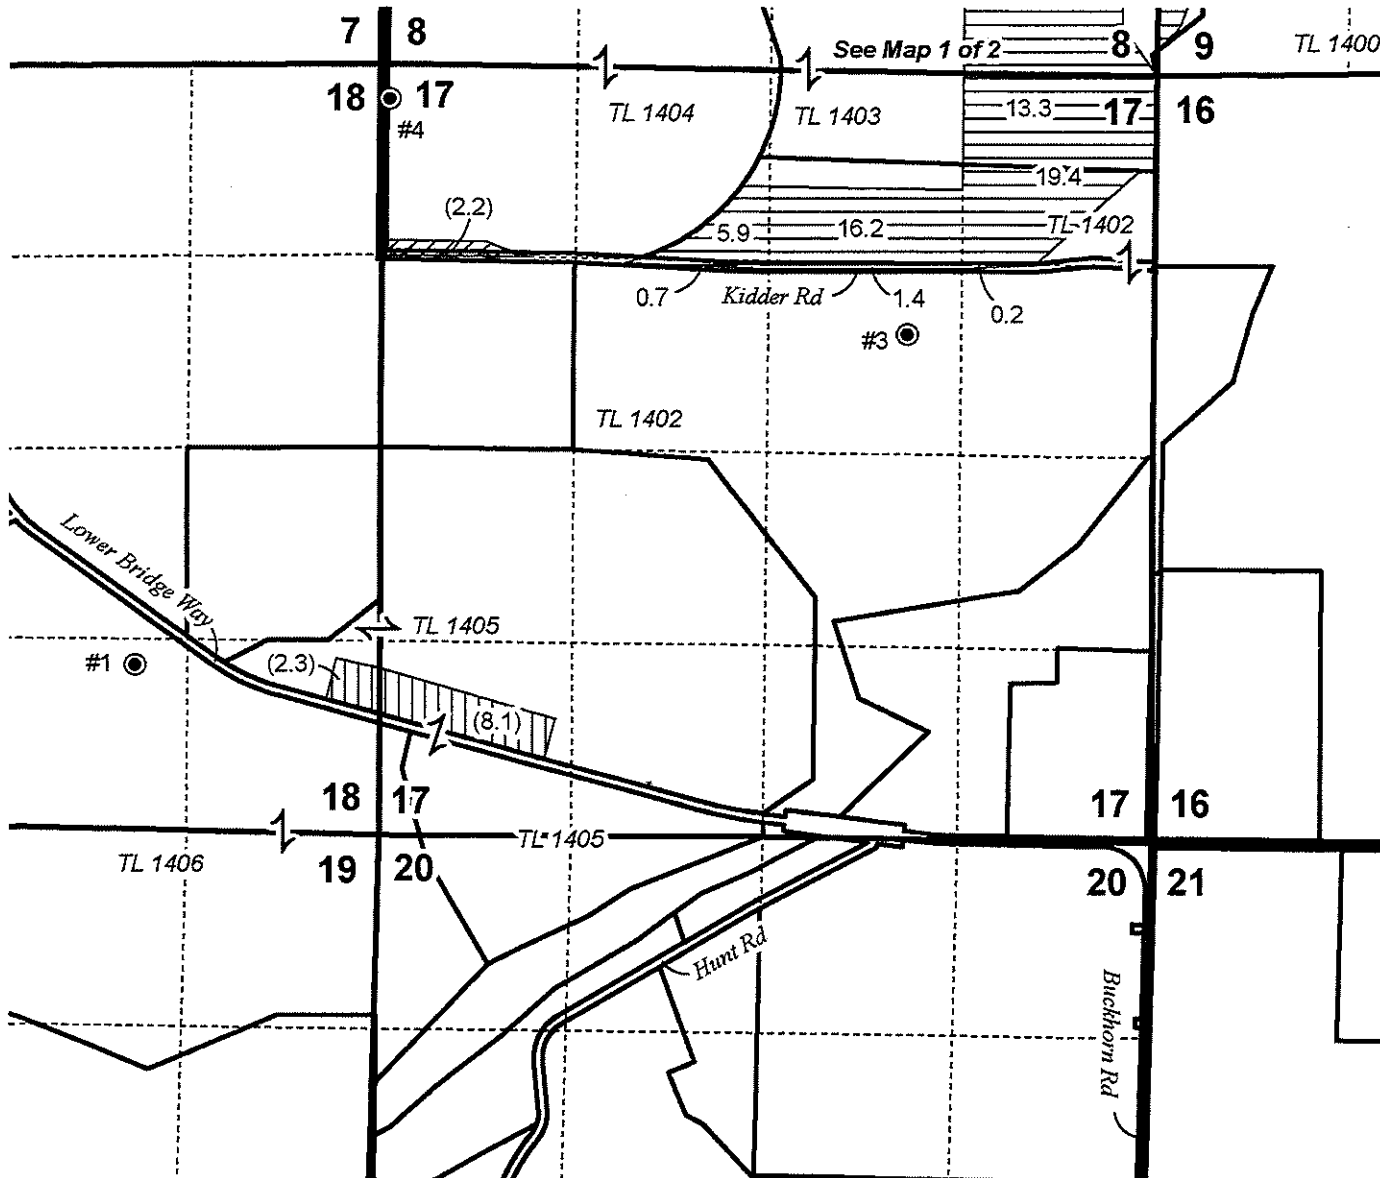 7 8
See Map 1 of 2
8 9
TL 1400
18 17
#4
TL 1404
TL 1403
13.3
17 16
19.4
(2.2)
5.9
16.2
TL 1402
0.7
Kidder Rd
1.4
0.2
#3
TL 1402
Lower Bridge Way
TL 1405
#1
(2.3)
(8.1)
18 17
17 16
TL 1405
TL 1406
19 20
20 21
Hunt Rd
Buckhorn Rd